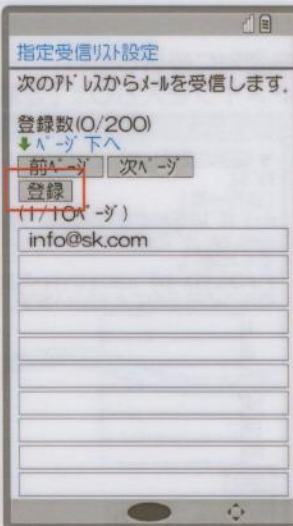 指定受信リスト設定
次のアドレスからメールを受信します。
登録数(0/200)
ページ下へ
前ページ 次ページ
登録
(1/10ページ)
info@sk.com